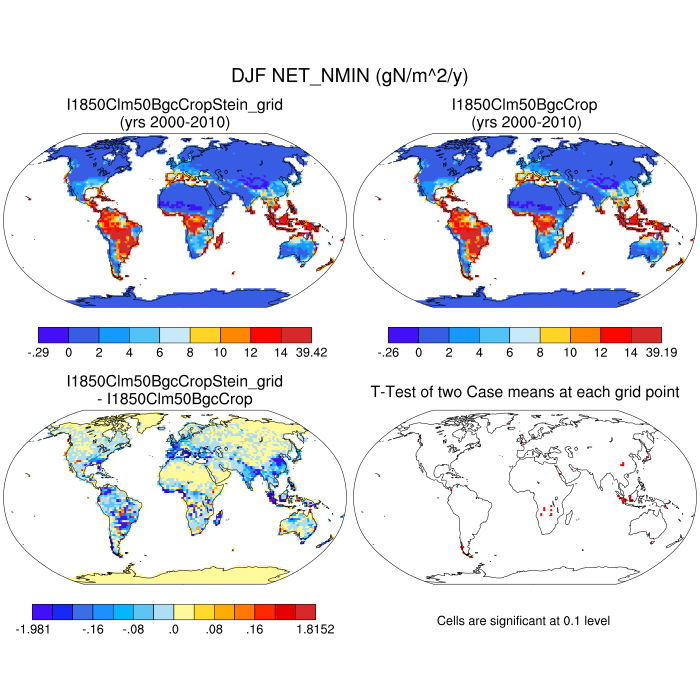 DJF NET_NMIN (gN/m^2/y)
I1850Clm50BgcCropStein_grid
(yrs 2000-2010)
I1850Clm50BgcCrop
(yrs 2000-2010)
-.29 0 2 4 6 8 10 12 14 39.42
-.26 0 2 4 6 8 10 12 14 39.19
I1850Clm50BgcCropStein_grid
- I1850Clm50BgcCrop
T-Test of two Case means at each grid point
-1.981 -.16 -.08 .0 .08 .16 1.8152
Cells are significant at 0.1 level